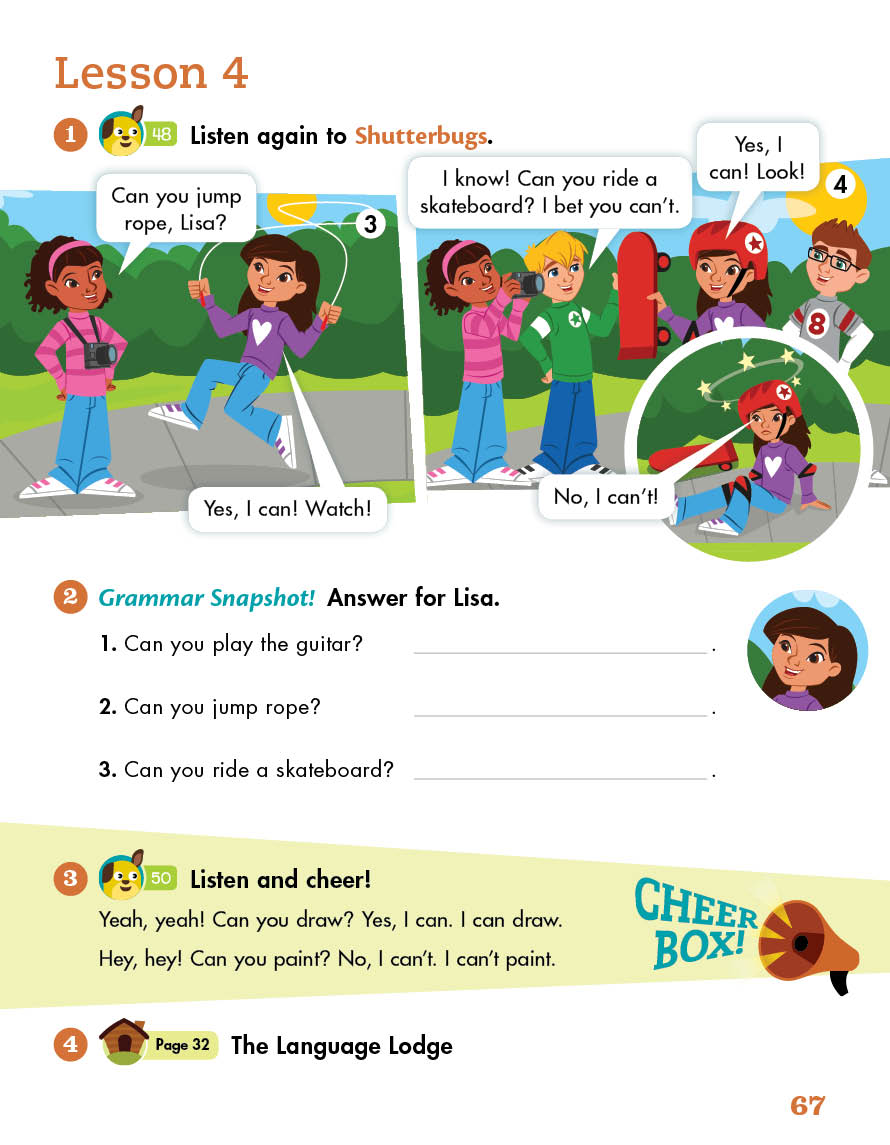 Lesson 4
1 48 Listen again to Shutterbugs.
Can you jump
rope, Lisa?
3
Yes, I can! Watch!
I know! Can you ride a
skateboard? I bet you can't.
Yes, I
can! Look!
4
8
No, I can't!
2 Grammar Snapshot! Answer for Lisa.
1. Can you play the guitar? .
2. Can you jump rope? .
3. Can you ride a skateboard? .
3 50 Listen and cheer!
Yeah, yeah! Can you draw? Yes, I can. I can draw.
Hey, hey! Can you paint? No, I can't. I can't paint.
CHEER
BOX!
4 Page 32 The Language Lodge
67